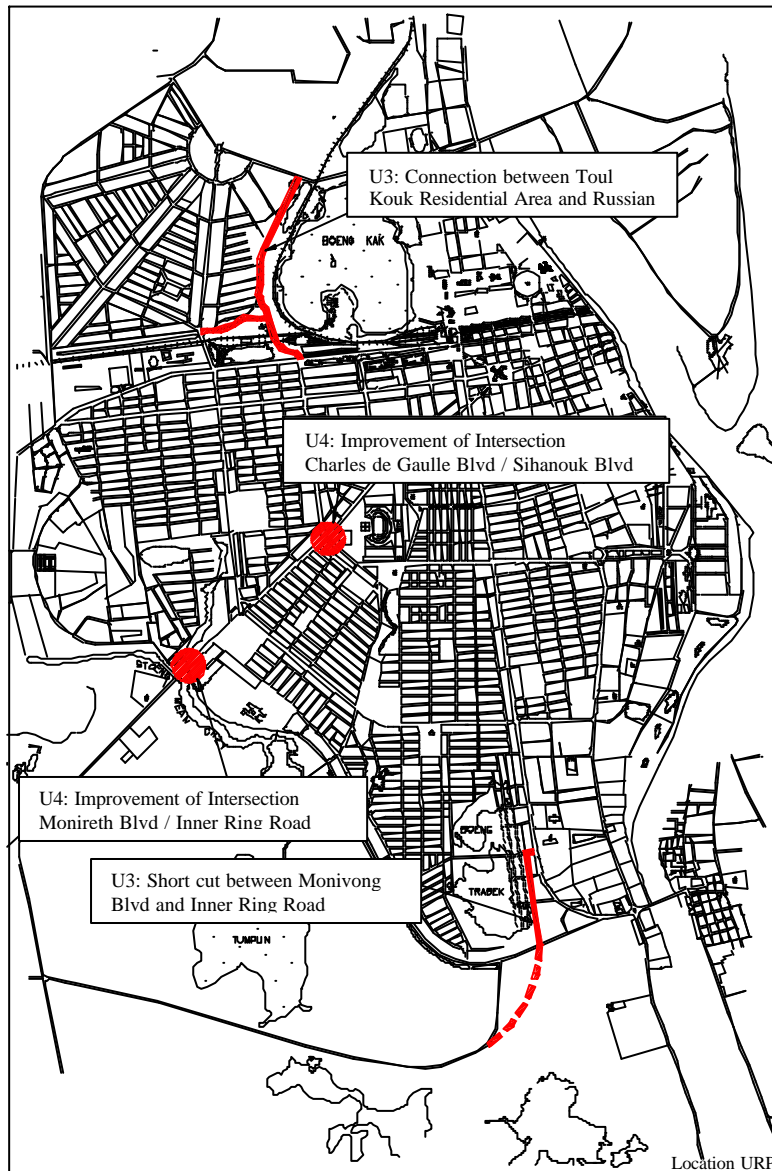 U3: Connection between Toul
Kouk Residential Area and Russian
BOENG KAK
U4: Improvement of Intersection
Charles de Gaulle Blvd / Sihanouk Blvd
U4: Improvement of Intersection
Monireth Blvd / Inner Ring Road
BOENG
U3: Short cut between Monivong
Blvd and Inner Ring Road
TRABEK
TUMPUN
Location URP